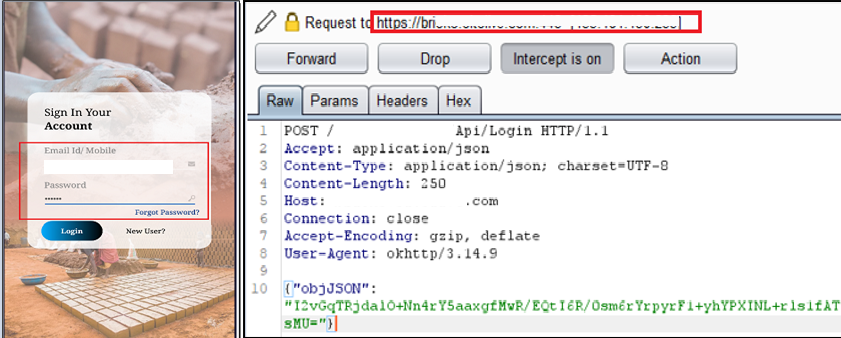 Sign In Your
Account
Email Id/ Mobile
Password
••••••
Forgot Password?
Login
New User?
Request to
Forward
Drop
Intercept is on
Action
Raw
Params
Headers
Hex
1 POST / Api/Login HTTP/1.1
2 Accept: application/json
3 Content-Type: application/json; charset=UTF-8
4 Content-Length: 250
5 Host: .com
6 Connection: close
7 Accept-Encoding: gzip, deflate
8 User-Agent: okhttp/3.14.9
9
10 {"objJSON":
sMU="}